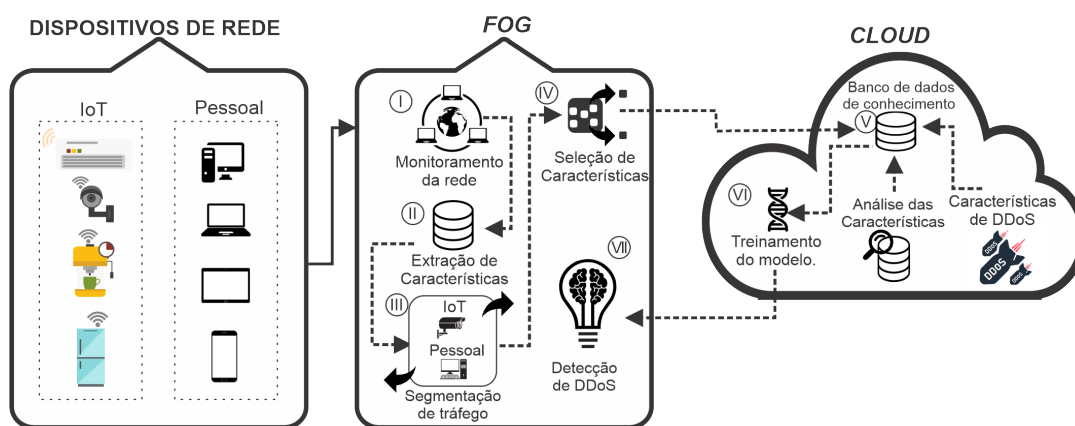 DISPOSITIVOS DE REDE
IoT
Pessoal
FOG
I
Monitoramento
da rede
II
Extração de
Características
III
IoT
Pessoal
Segmentação
de tráfego
IV
Seleção de
Características
VII
Detecção
de DDoS
CLOUD
Banco de dados
de conhecimento
V
VI
Treinamento
do modelo.
Análise das
Características
Características
de DDoS
DDoS
DDoS
DDoS